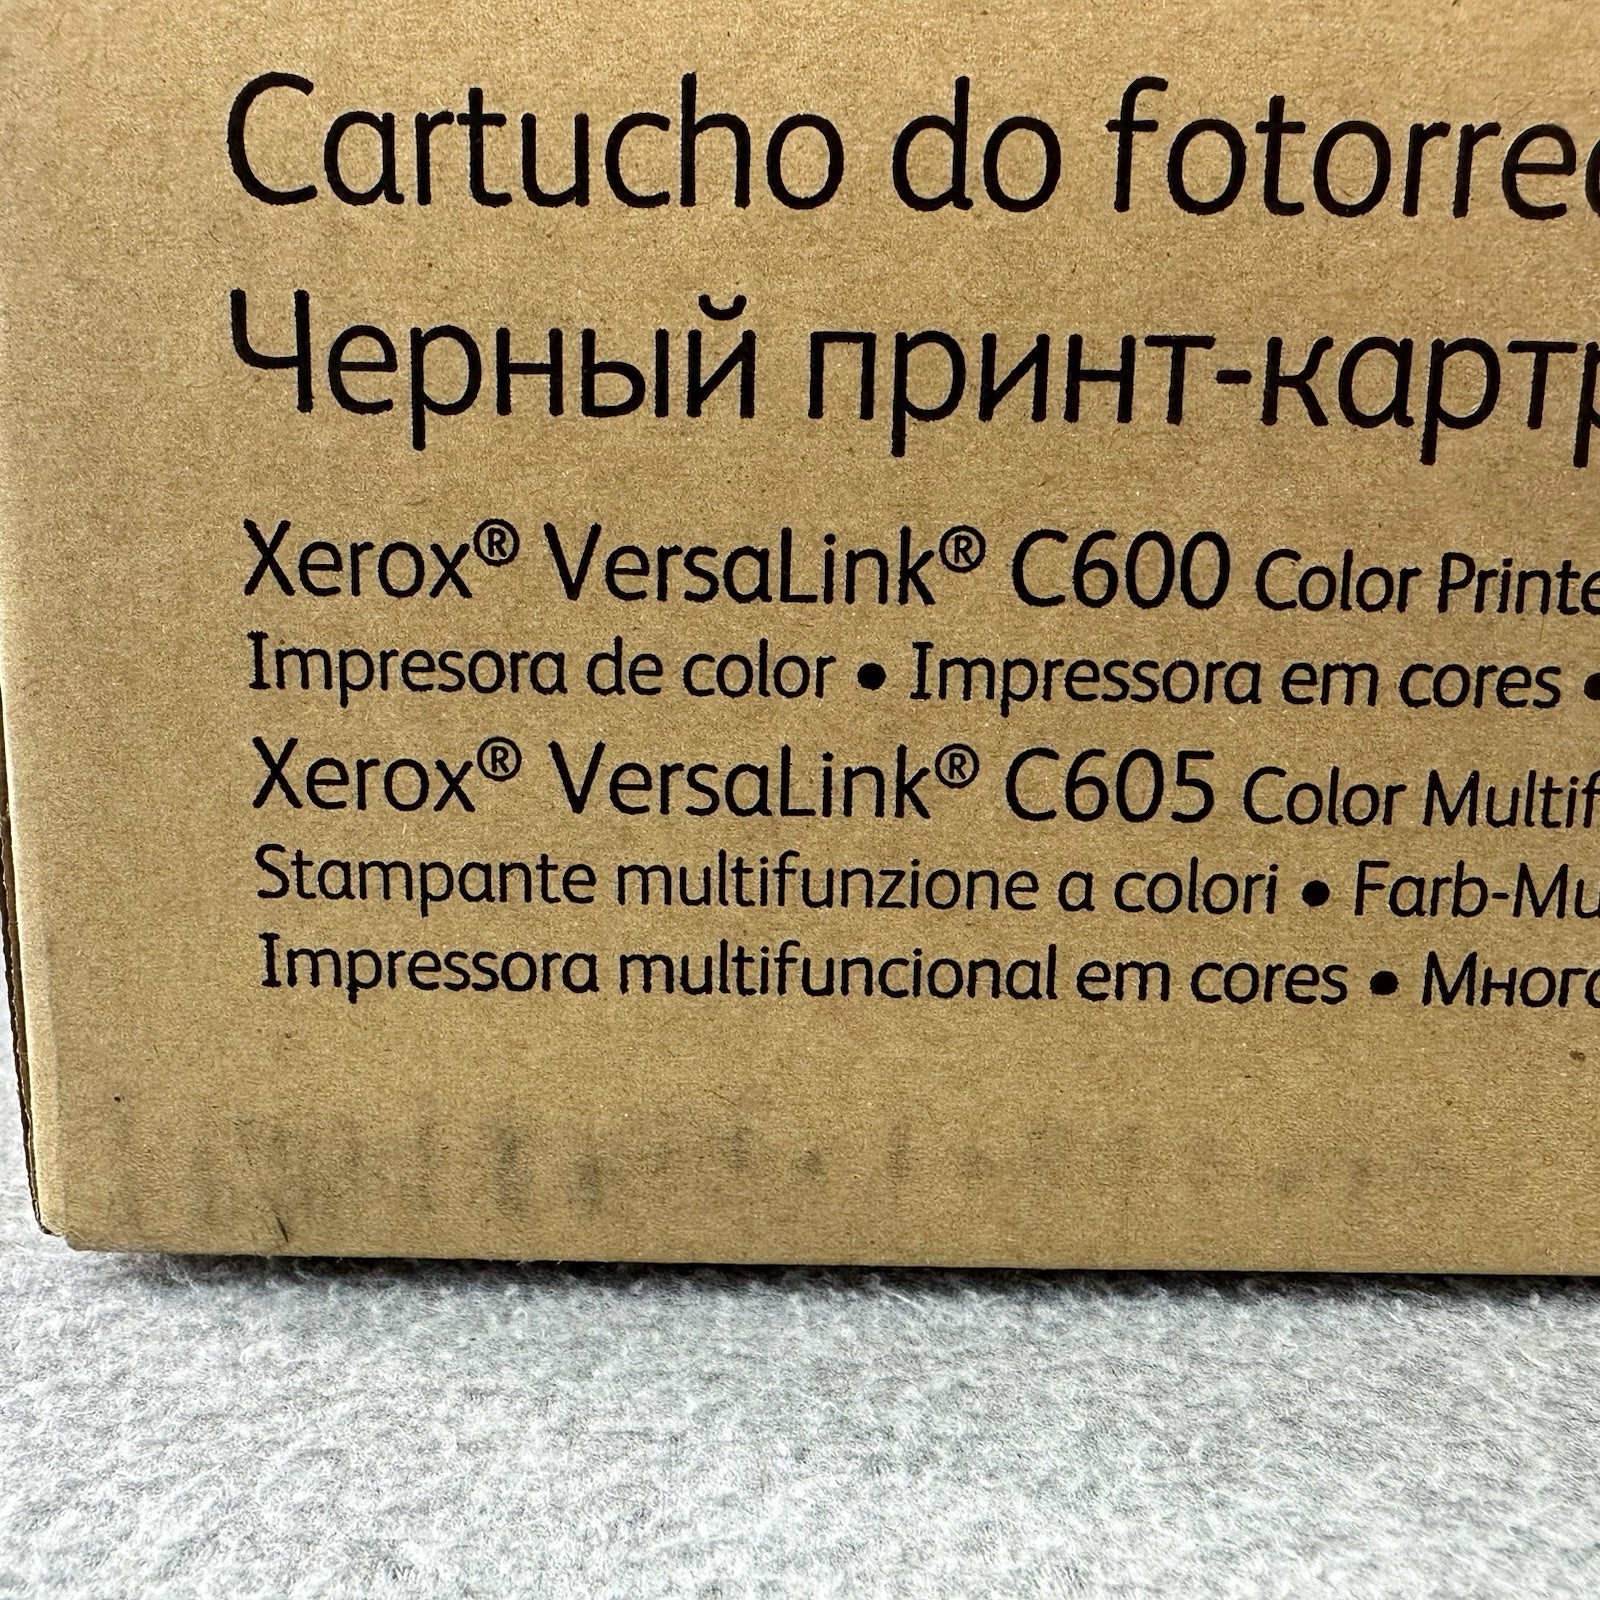 Cartucho do fotorrec
Черный принт-картр
Xerox® VersaLink® C600 Color Printe
Impresora de color • Impressora em cores •
Xerox® VersaLink® C605 Color Multif
Stampante multifunzione a colori • Farb-Mu
Impressora multifuncional em cores • Много